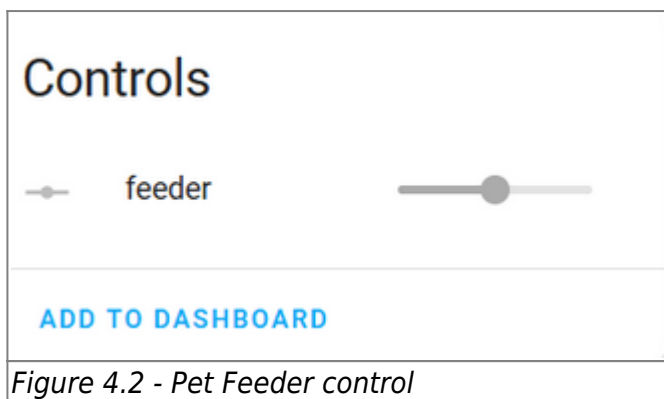 Controls
feeder
ADD TO DASHBOARD
Figure 4.2 - Pet Feeder control